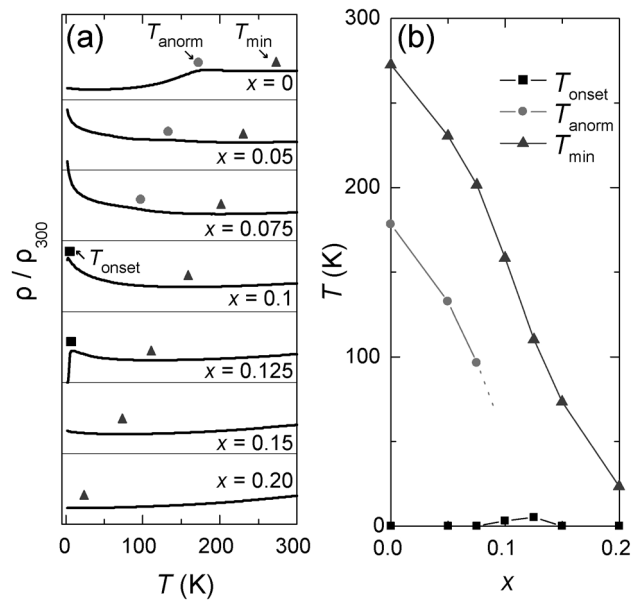 (a)
T_anorm
T_min
x = 0
x = 0.05
x = 0.075
T_onset
x = 0.1
x = 0.125
x = 0.15
x = 0.20
ρ / ρ_300
0 100 200 300
T (K)
(b)
300
200
100
0
T (K)
T_onset
T_anorm
T_min
0.0 0.1 0.2
x